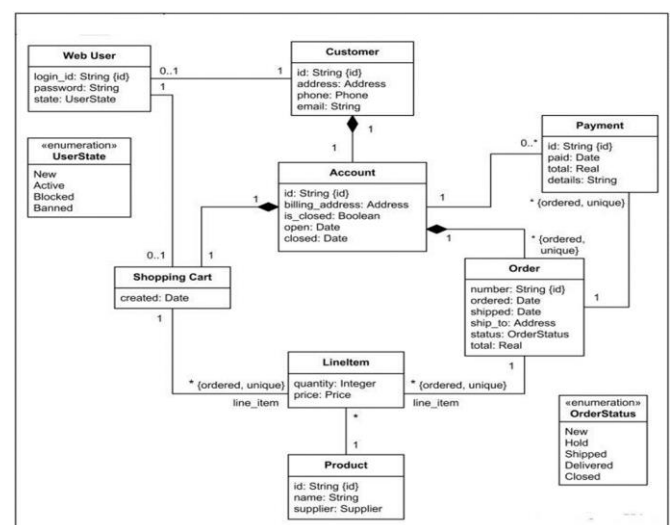 Web User
login_id: String {id}
password: String
state: UserState
0..1
1
1
Customer
id: String {id}
address: Address
phone: Phone
email: String
1
1
«enumeration»
UserState
New
Active
Blocked
Banned
Payment
id: String {id}
paid: Date
total: Real
details: String
0..*
1
* {ordered, unique}
Account
id: String {id}
billing_address: Address
is_closed: Boolean
open: Date
closed: Date
1
1
1
* {ordered,
unique}
0..1
Shopping Cart
created: Date
1
Order
number: String {id}
ordered: Date
shipped: Date
ship_to: Address
status: OrderStatus
total: Real
1
1
LineItem
quantity: Integer
price: Price
* {ordered, unique}
line_item
* {ordered, unique}
line_item
*
1
Product
id: String {id}
name: String
supplier: Supplier
«enumeration»
OrderStatus
New
Hold
Shipped
Delivered
Closed